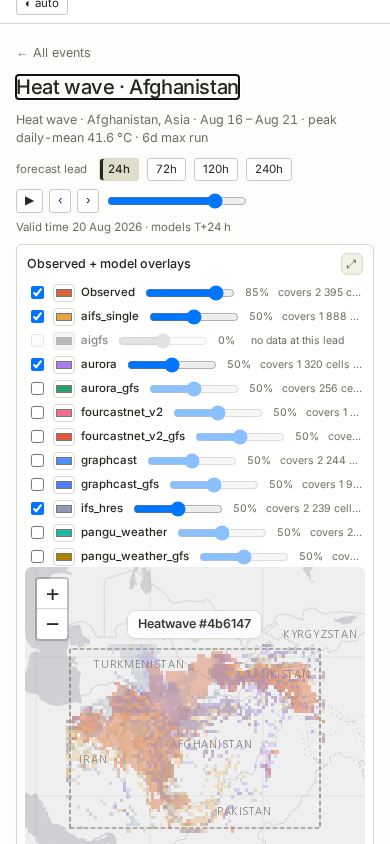 auto
← All events
Heat wave · Afghanistan
Heat wave · Afghanistan, Asia · Aug 16 – Aug 21 · peak
daily-mean 41.6 °C · 6d max run
forecast lead 24h 72h 120h 240h
▶ ‹ ›
Valid time 20 Aug 2026 · models T+24 h
Observed + model overlays
Observed 85% covers 2 395 c…
aifs_single 50% covers 1 888 …
aigfs 0% no data at this lead
aurora 50% covers 1 320 cells …
aurora_gfs 50% covers 256 ce…
fourcastnet_v2 50% covers 1 …
fourcastnet_v2_gfs 50% cove…
graphcast 50% covers 2 244 …
graphcast_gfs 50% covers 1 9…
ifs_hres 50% covers 2 239 cell…
pangu_weather 50% covers 2…
pangu_weather_gfs 50% cov…
+
−
Heatwave #4b6147
KYRGYZSTAN
TURKMENISTAN
TAJIKISTAN
AFGHANISTAN
IRAN
PAKISTAN